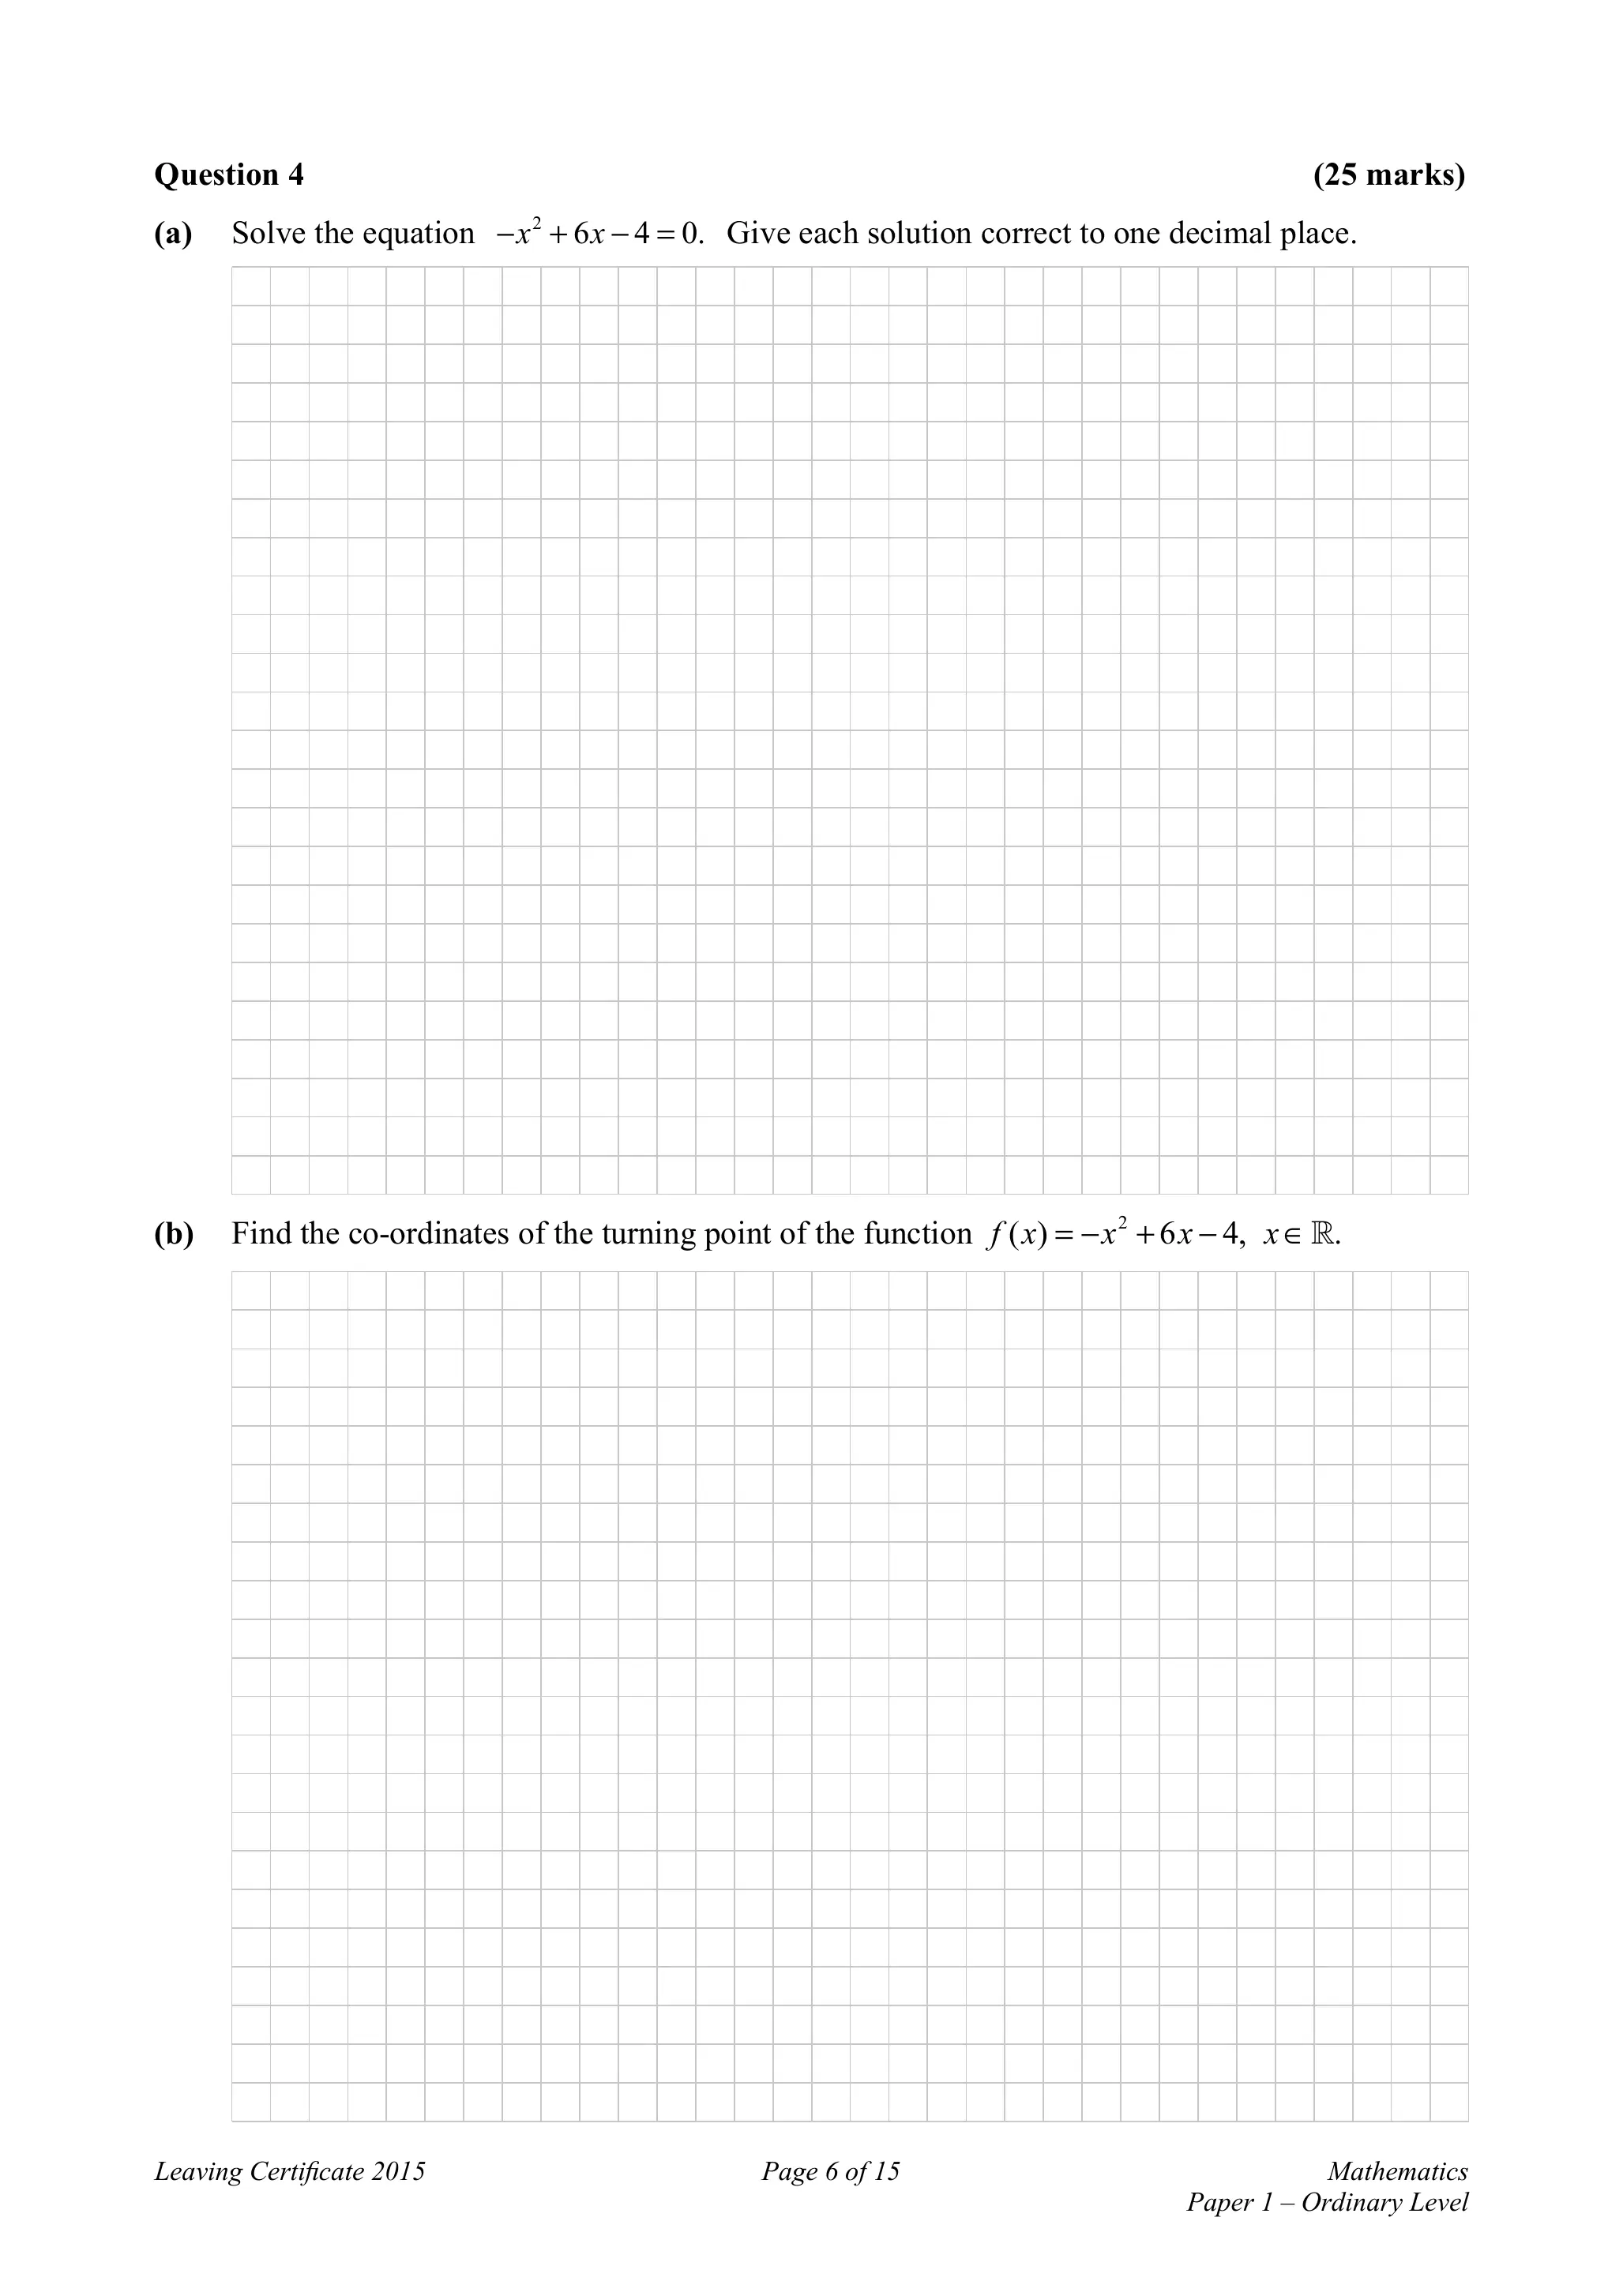 Question 4 (25 marks)
(a) Solve the equation −x² + 6x − 4 = 0. Give each solution correct to one decimal place.
(b) Find the co-ordinates of the turning point of the function f (x) = −x² + 6x − 4, x ∈ ℝ.
Leaving Certificate 2015 Page 6 of 15 Mathematics
Paper 1 – Ordinary Level